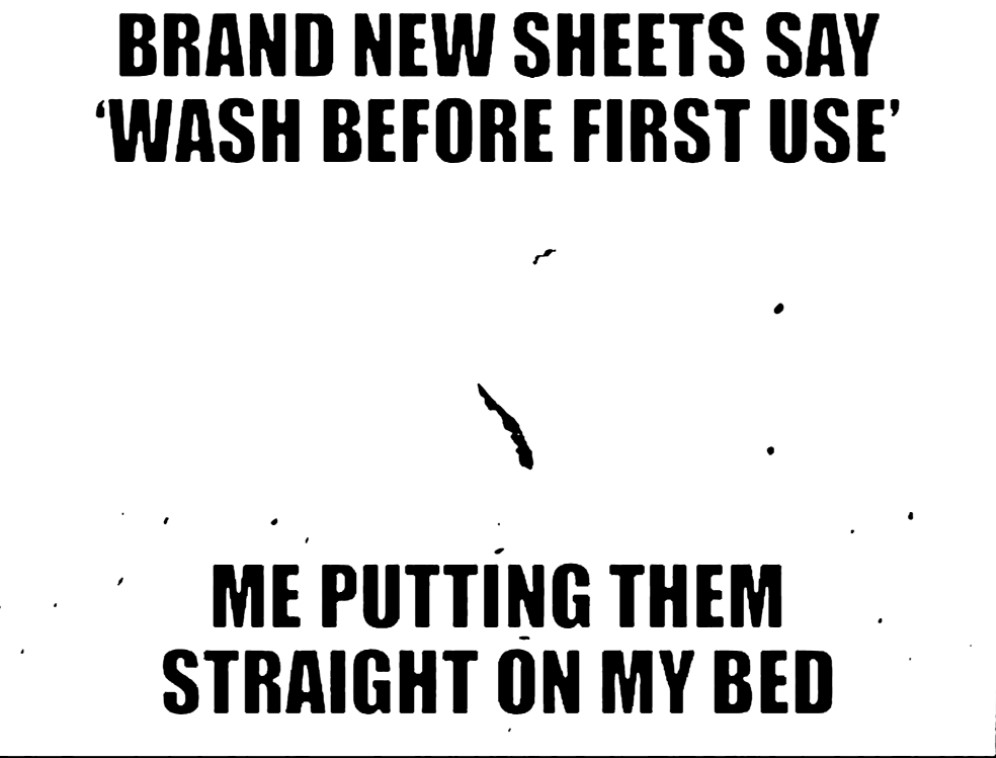 BRAND NEW SHEETS SAY
‘WASH BEFORE FIRST USE’
ME PUTTING THEM
STRAIGHT ON MY BED